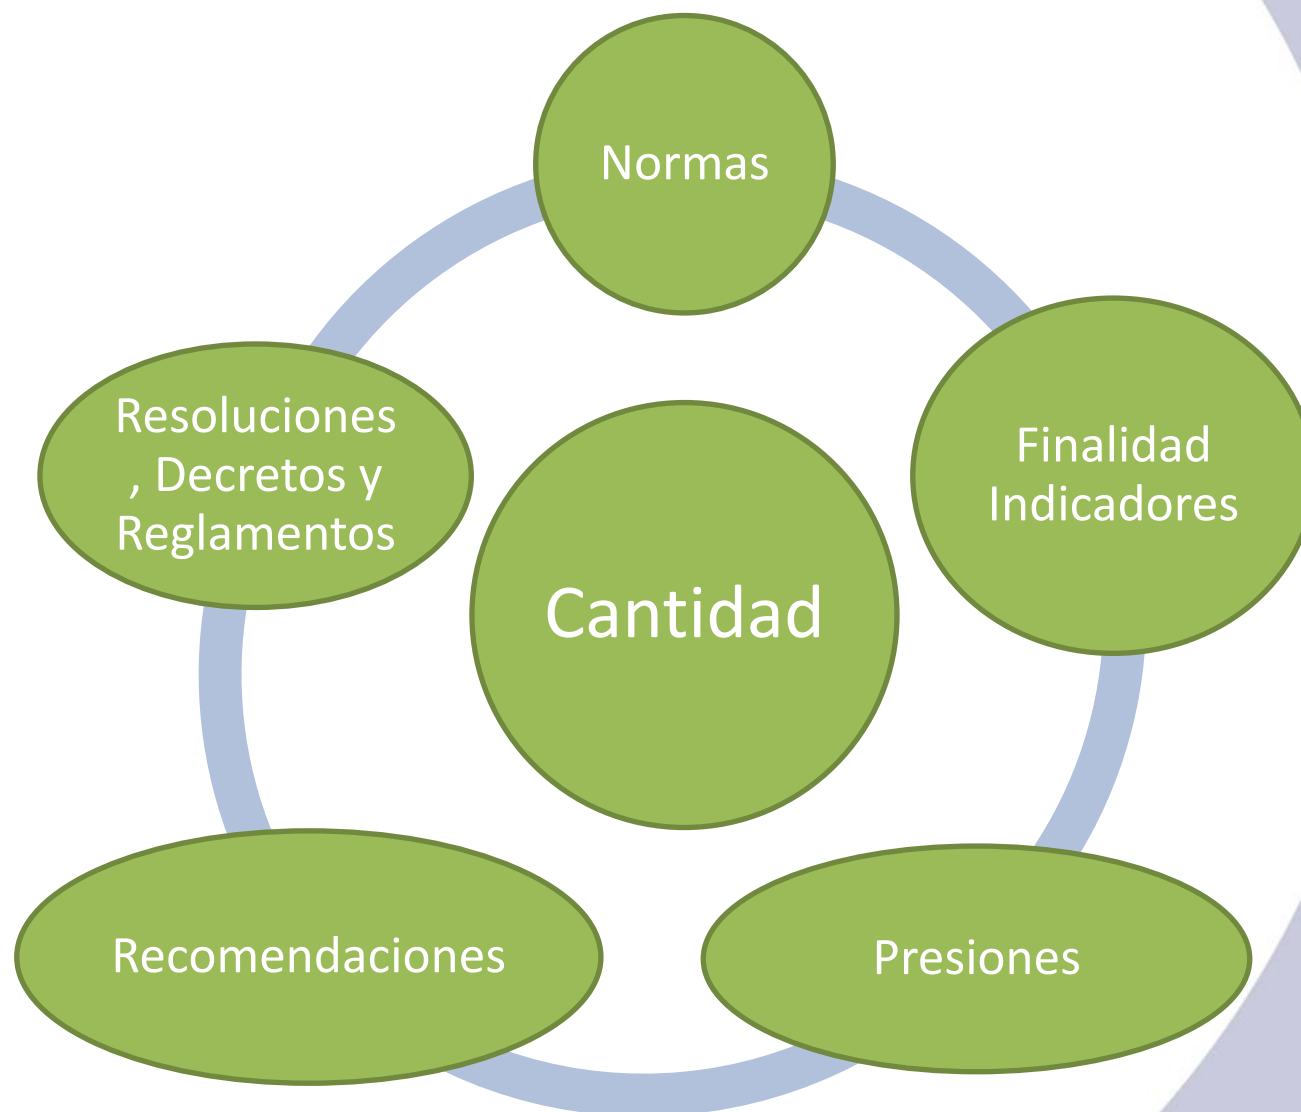 Normas
Finalidad
Indicadores
Resoluciones
, Decretos y
Reglamentos
Cantidad
Recomendaciones
Presiones